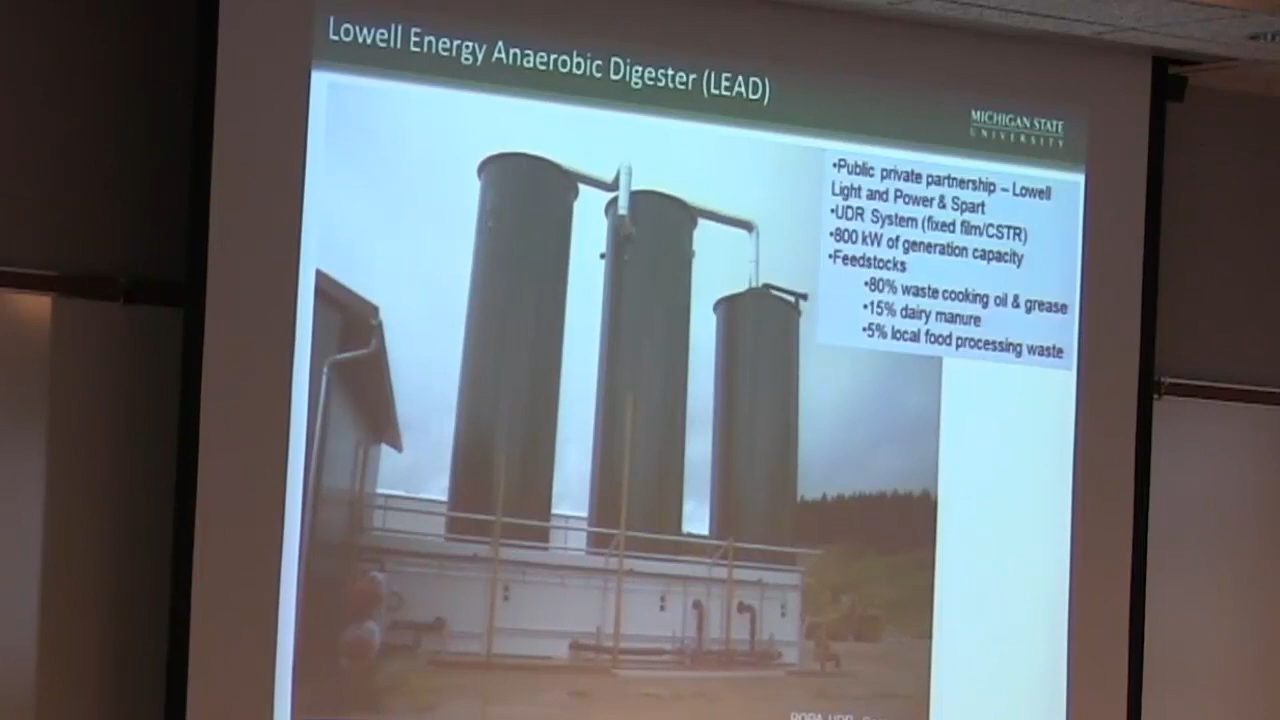 Lowell Energy Anaerobic Digester (LEAD)
MICHIGAN STATE
UNIVERSITY
•Public private partnership – Lowell
Light and Power & Spart
•UDR System (fixed film/CSTR)
•800 kW of generation capacity
•Feedstocks
•80% waste cooking oil & grease
•15% dairy manure
•5% local food processing waste